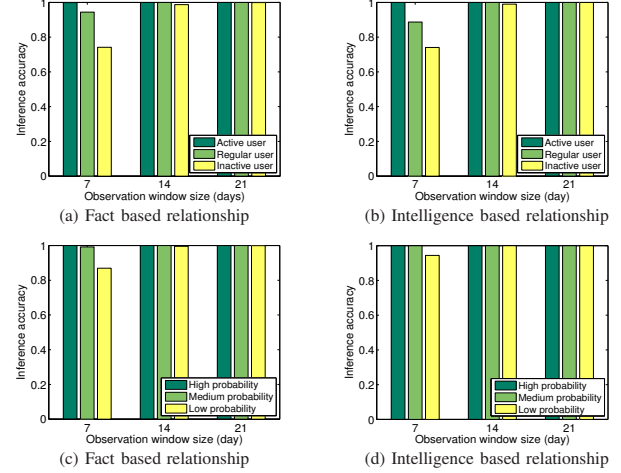 1
0.8
0.6
0.4
0.2
0
Inference accuracy
Active user
Regular user
Inactive user
7 14 21
Observation window size (days)
(a) Fact based relationship
1
0.8
0.6
0.4
0.2
0
Inference accuracy
Active user
Regular user
Inactive user
7 14 21
Observation window size (days)
(b) Intelligence based relationship
1
0.8
0.6
0.4
0.2
0
Inference accuracy
High probability
Medium probability
Low probability
7 14 21
Observation window size (day)
(c) Fact based relationship
1
0.8
0.6
0.4
0.2
0
Inference accuracy
High probability
Medium probability
Low probability
7 14 21
Observation window size (day)
(d) Intelligence based relationship